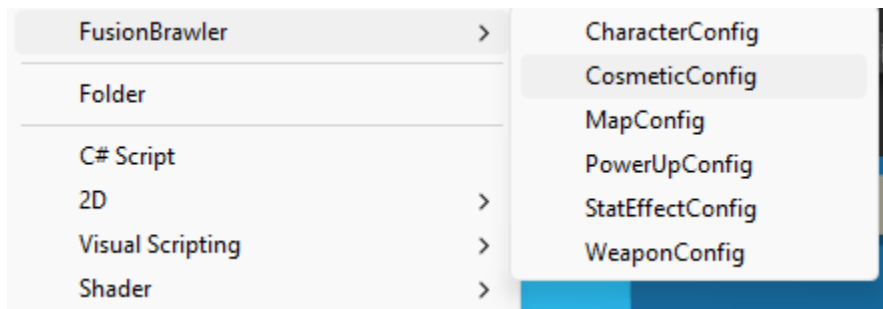 FusionBrawler
Folder
C# Script
2D
Visual Scripting
Shader
CharacterConfig
CosmeticConfig
MapConfig
PowerUpConfig
StatEffectConfig
WeaponConfig